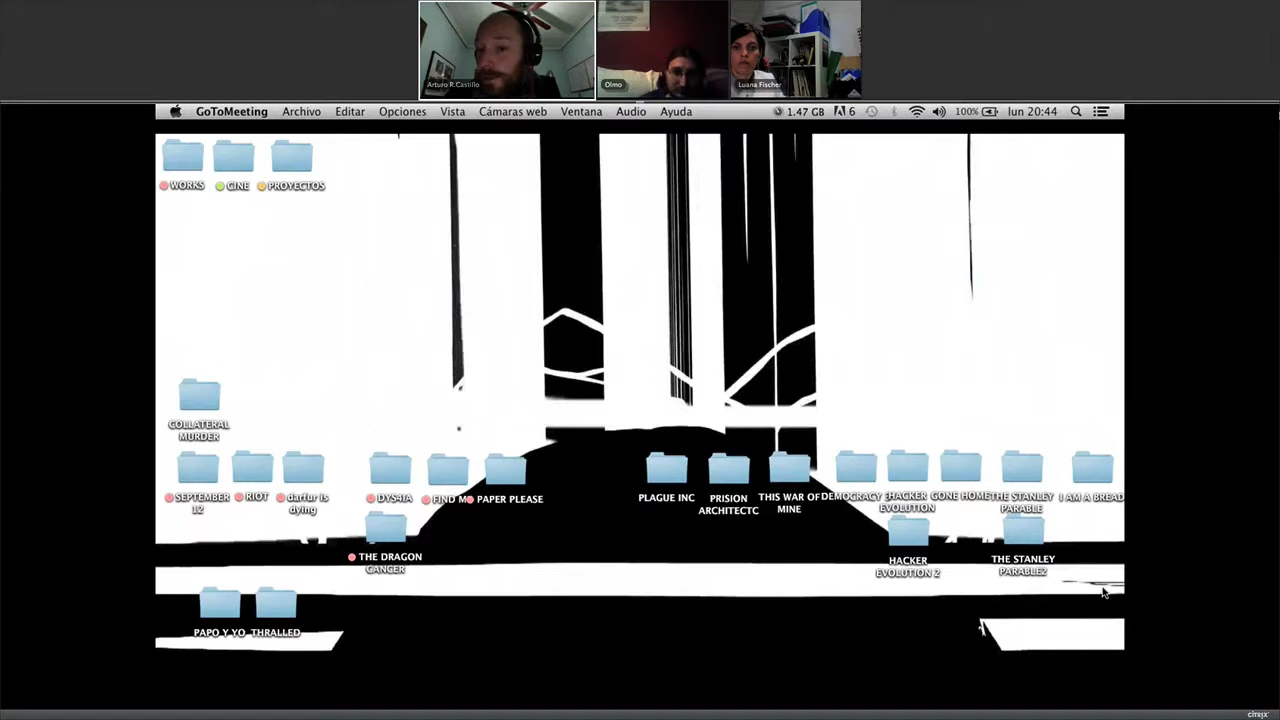 Arturo R.Castillo
Olmo
Luana Fischer
GoToMeeting Archivo Editar Opciones Vista Cámaras web Ventana Audio Ayuda 1.47 GB 6 100% lun 20:44
WORKS CINE PROYECTOS
COLLATERAL
MURDER
SEPTEMBER
12
RIOT
darfur is
dying
DYS4IA
FIND M
PAPER PLEASE
PLAGUE INC
PRISION
ARCHITECTC
THIS WAR OF
MINE
DEMOCRACY
HACKER
EVOLUTION
GONE HOME
THE STANLEY
PARABLE
I AM A BREAD
THE DRAGON
CANCER
HACKER
EVOLUTION 2
THE STANLEY
PARABLE2
PAPO Y YO THRALLED
CITRIX